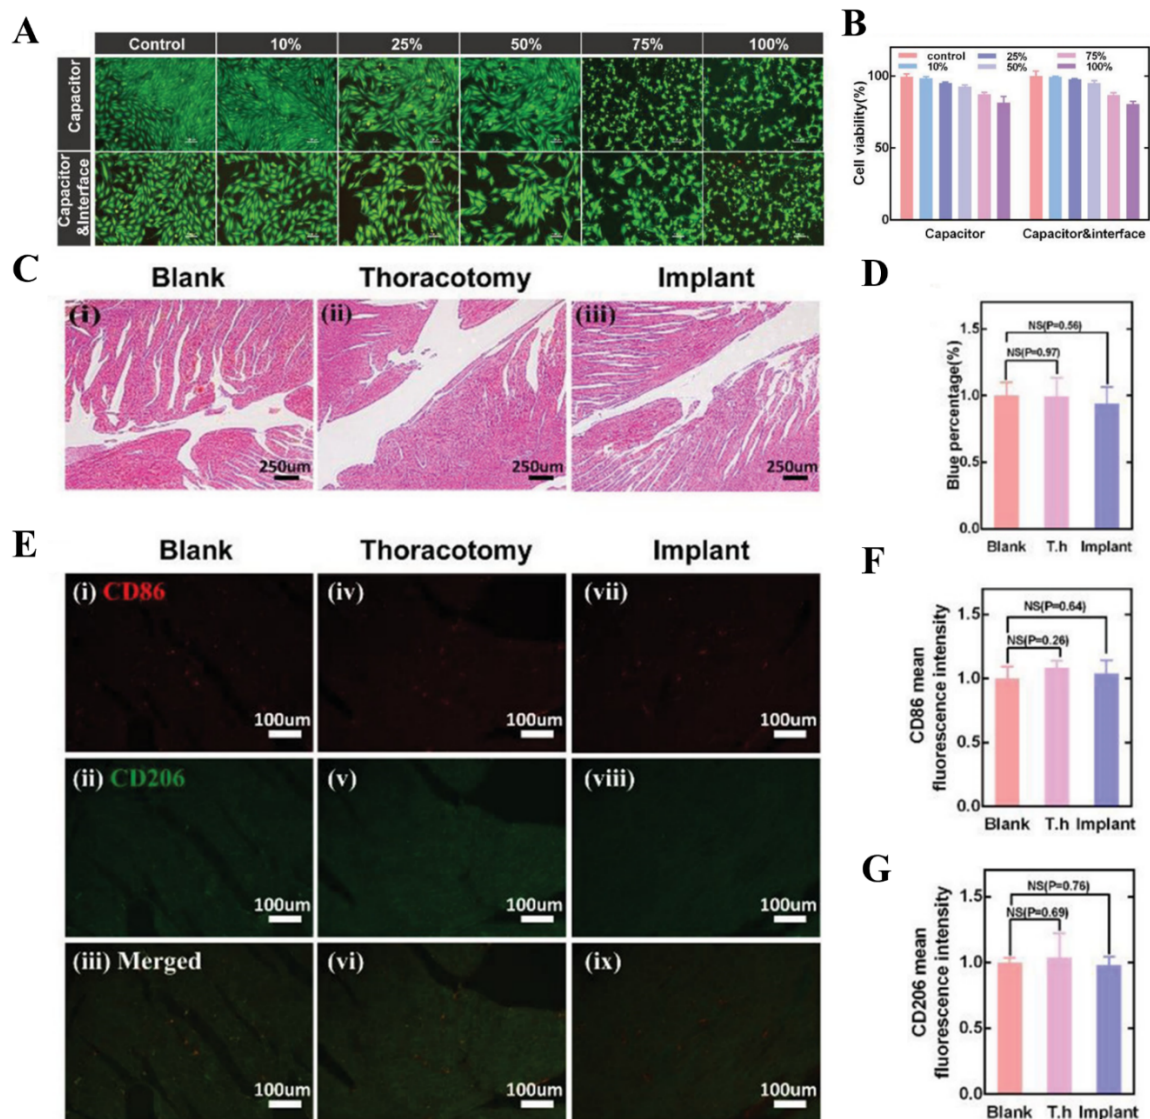 A
Control 10% 25% 50% 75% 100%
Capacitor
Capacitor
&Interface
B
control 25% 75%
10% 50% 100%
Cell viability(%)
100
50
0
Capacitor Capacitor&interface
C
Blank Thoracotomy Implant
(i) (ii) (iii)
250um 250um 250um
D
Blue percentage(%)
1.5
1.0
0.5
0.0
NS(P=0.56)
NS(P=0.97)
Blank T.h Implant
E
Blank Thoracotomy Implant
(i) CD86 (iv) (vii)
100um 100um 100um
(ii) CD206 (v) (viii)
100um 100um 100um
(iii) Merged (vi) (ix)
100um 100um 100um
F
CD86 mean
fluorescence intensity
1.5
1.0
0.5
0.0
NS(P=0.64)
NS(P=0.26)
Blank T.h Implant
G
CD206 mean
fluorescence intensity
1.5
1.0
0.5
0.0
NS(P=0.76)
NS(P=0.69)
Blank T.h Implant